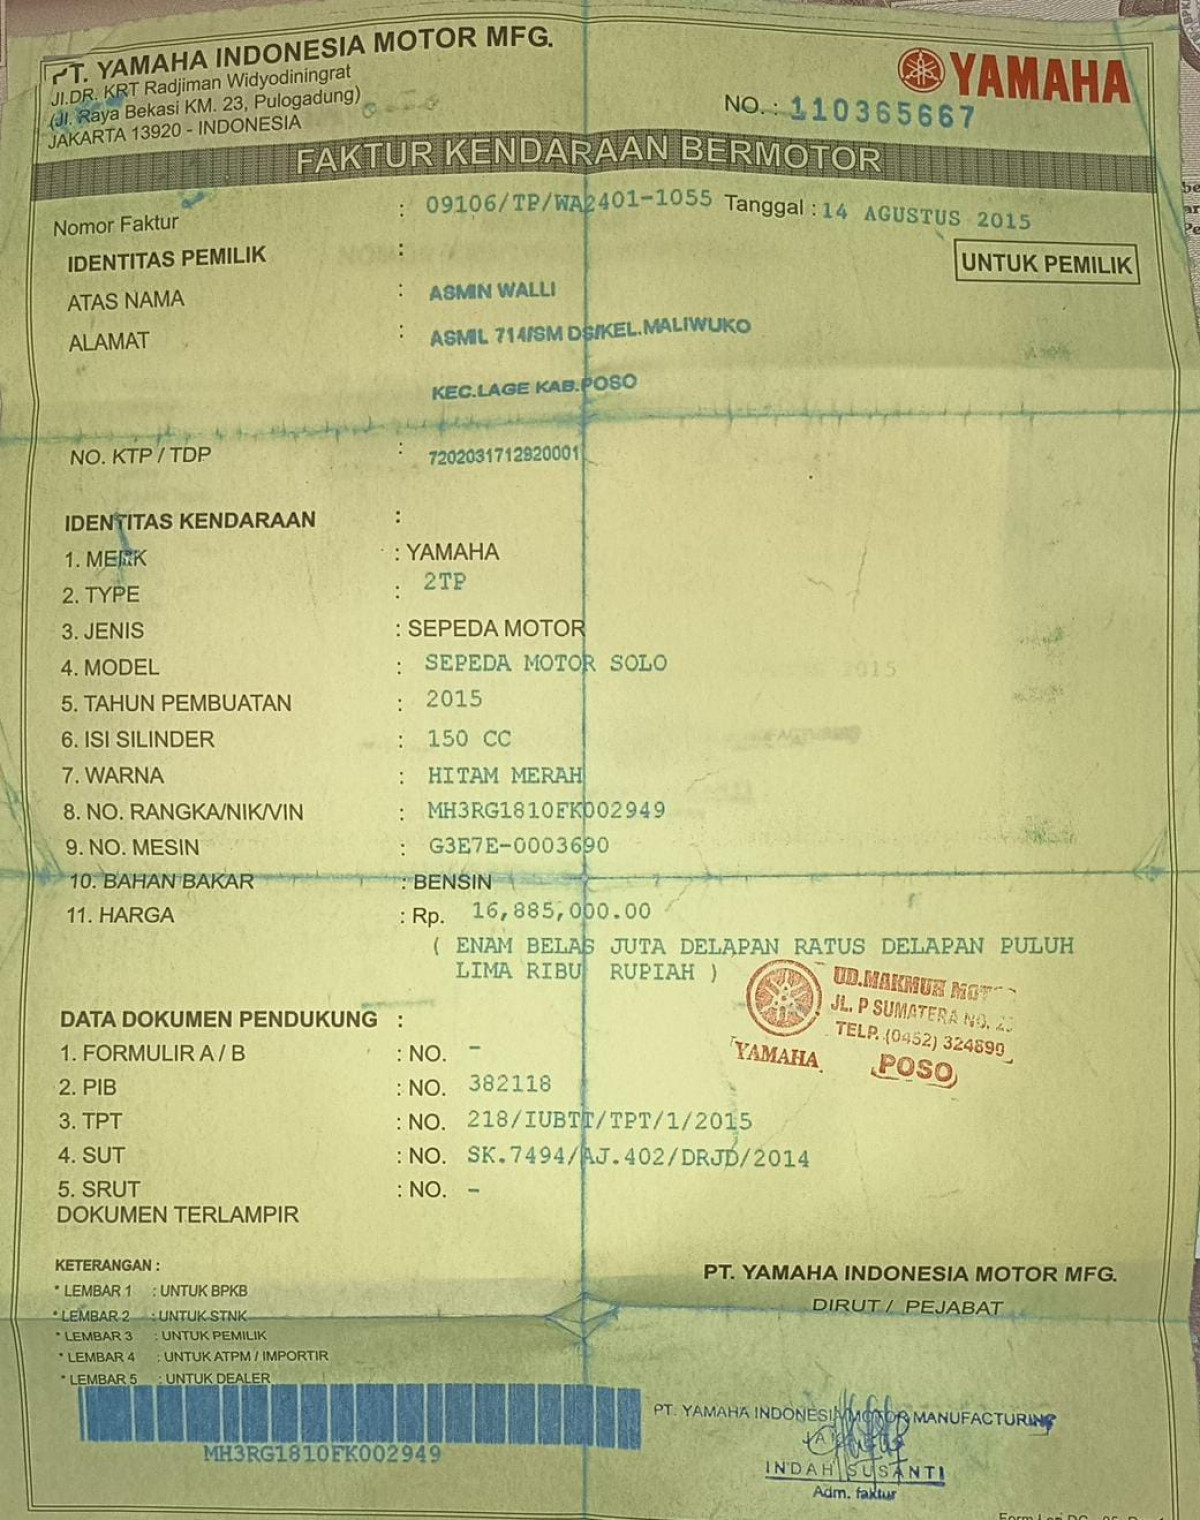 PT. YAMAHA INDONESIA MOTOR MFG.
Jl.DR. KRT Radjiman Widyodiningrat
(Jl. Raya Bekasi KM. 23, Pulogadung)
JAKARTA 13920 - INDONESIA
YAMAHA
NO. : 110365667
FAKTUR KENDARAAN BERMOTOR
Nomor Faktur : 09106/TP/WA2401-1055 Tanggal : 14 AGUSTUS 2015
IDENTITAS PEMILIK :
UNTUK PEMILIK
ATAS NAMA : ASMIN WALLI
ALAMAT : ASMIL 714/SM DS/KEL.MALIWUKO
KEC.LAGE KAB.POSO
NO. KTP / TDP : 7202031712920001
IDENTITAS KENDARAAN :
1. MERK : YAMAHA
2. TYPE : 2TP
3. JENIS : SEPEDA MOTOR
4. MODEL : SEPEDA MOTOR SOLO
5. TAHUN PEMBUATAN : 2015
6. ISI SILINDER : 150 CC
7. WARNA : HITAM MERAH
8. NO. RANGKA/NIK/VIN : MH3RG1810FK002949
9. NO. MESIN : G3E7E-0003690
10. BAHAN BAKAR : BENSIN
11. HARGA : Rp. 16,885,000.00
( ENAM BELAS JUTA DELAPAN RATUS DELAPAN PULUH
LIMA RIBU RUPIAH )
UD.MAKMUR
JL. P SUMATERA NO.
TELP. (0452) 324690
YAMAHA POSO
DATA DOKUMEN PENDUKUNG :
1. FORMULIR A / B : NO. -
2. PIB : NO. 382118
3. TPT : NO. 218/IUBTT/TPT/1/2015
4. SUT : NO. SK.7494/AJ.402/DRJD/2014
5. SRUT : NO. -
DOKUMEN TERLAMPIR
KETERANGAN :
* LEMBAR 1 : UNTUK BPKB
* LEMBAR 2 : UNTUK STNK
* LEMBAR 3 : UNTUK PEMILIK
* LEMBAR 4 : UNTUK ATPM / IMPORTIR
* LEMBAR 5 : UNTUK DEALER
MH3RG1810FK002949
PT. YAMAHA INDONESIA MOTOR MFG.
DIRUT / PEJABAT
PT. YAMAHA INDONESIA MOTOR MANUFACTURING
INDAH SUSANTI
Adm. faktur